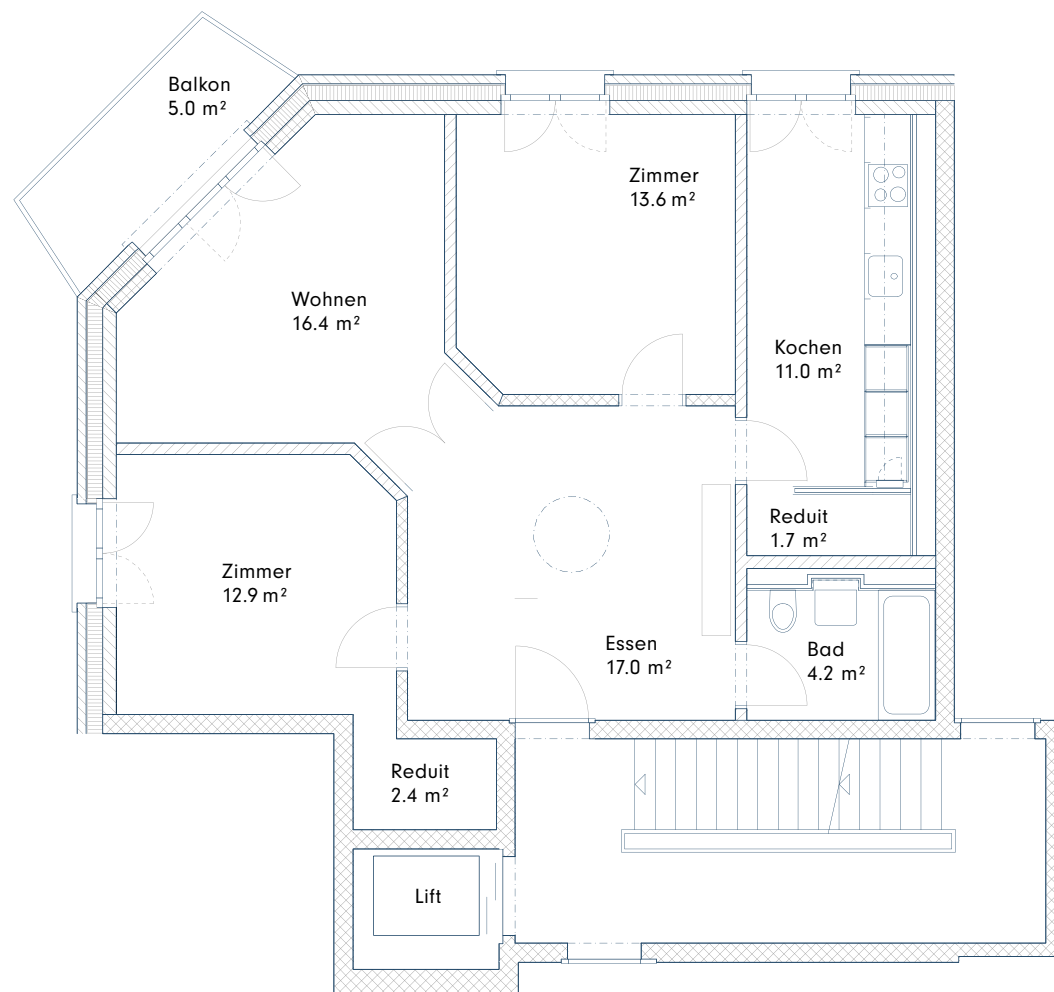 Balkon
5.0 m²
Zimmer
13.6 m²
Wohnen
16.4 m²
Kochen
11.0 m²
Reduit
1.7 m²
Zimmer
12.9 m²
Essen
17.0 m²
Bad
4.2 m²
Reduit
2.4 m²
Lift